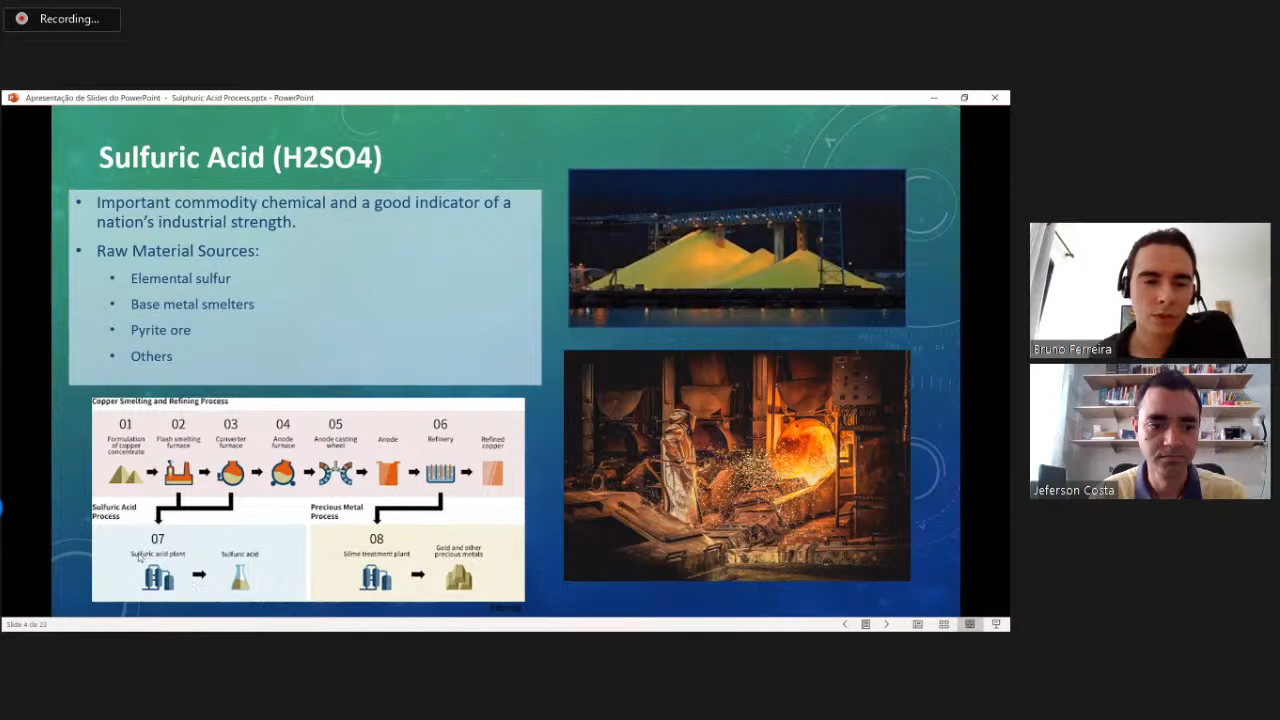 Recording...
Apresentação de Slides do PowerPoint - Sulphuric Acid Process.pptx - PowerPoint
Sulfuric Acid (H2SO4)
• Important commodity chemical and a good indicator of a
nation's industrial strength.
• Raw Material Sources:
• Elemental sulfur
• Base metal smelters
• Pyrite ore
• Others
Copper Smelting and Refining Process
01 02 03 04 05 06
Formulation of copper concentrate
Flash smelting furnace
Converter furnace
Anode furnace
Anode casting wheel
Anode
Refinery
Refined copper
Sulfuric Acid
Process
07
Sulfuric acid plant
Sulfuric acid
Precious Metal
Process
08
Slime treatment plant
Gold and other
precious metals
Slide 4 de 23
Bruno Ferreira
Jeferson Costa